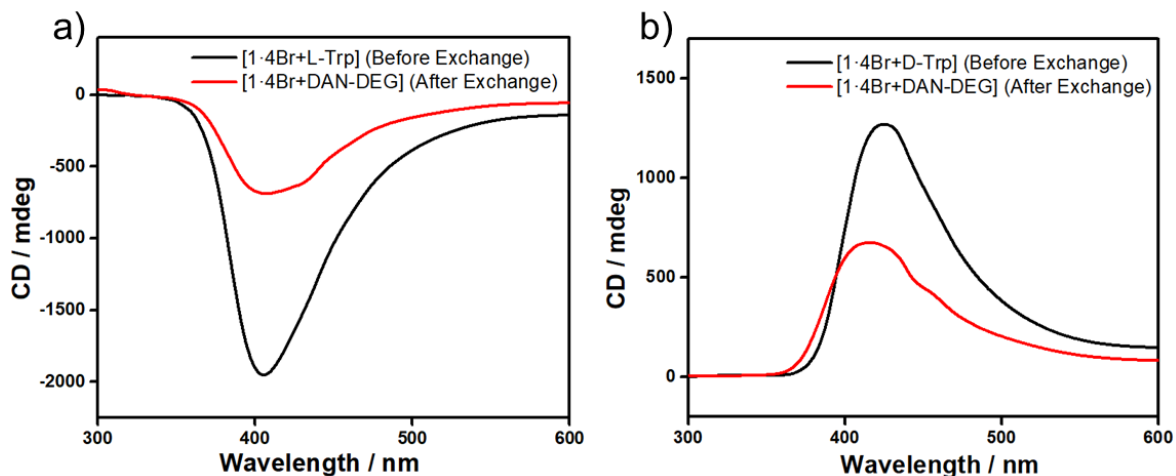 a)
[1·4Br+L-Trp] (Before Exchange)
[1·4Br+DAN-DEG] (After Exchange)
0
-500
-1000
-1500
-2000
CD / mdeg
300 400 500 600
Wavelength / nm
b)
[1·4Br+D-Trp] (Before Exchange)
[1·4Br+DAN-DEG] (After Exchange)
1500
1000
500
0
CD / mdeg
300 400 500 600
Wavelength / nm